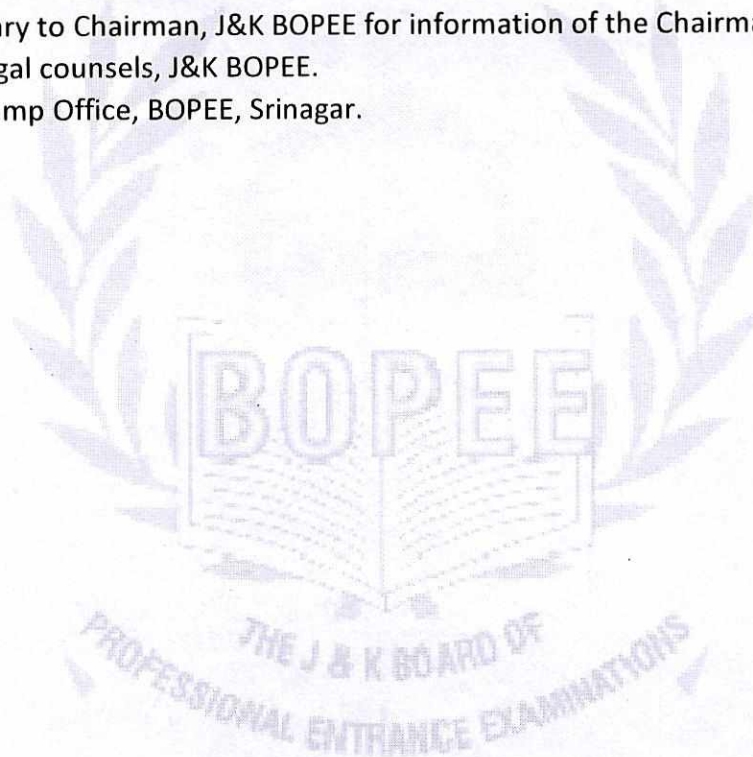 ary to Chairman, J&K BOPEE for information of the Chairma
gal counsels, J&K BOPEE.
mp Office, BOPEE, Srinagar.
BOPEE
THE J & K BOARD OF
PROFESSIONAL ENTRANCE EXAMINATIONS